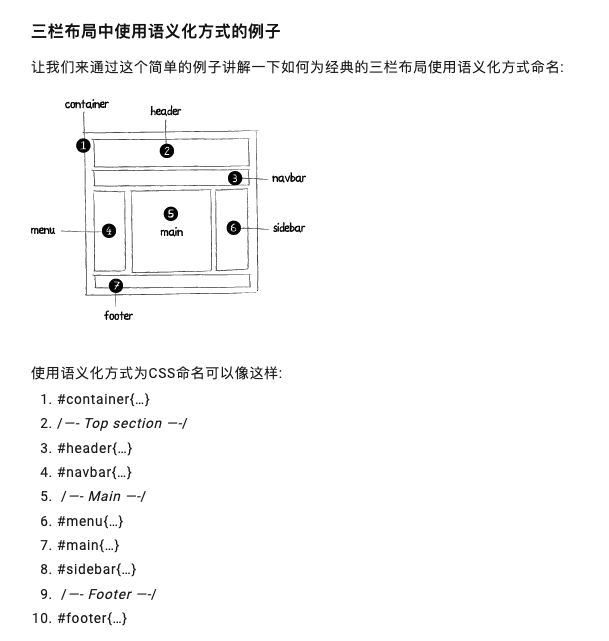 三栏布局中使用语义化方式的例子
让我们来通过这个简单的例子讲解一下如何为经典的三栏布局使用语义化方式命名:
container
header
1
2
3
navbar
5
menu
4
main
6
sidebar
7
footer
使用语义化方式为CSS命名可以像这样:
1. #container{…}
2. /—- Top section —-/
3. #header{…}
4. #navbar{…}
5. /—- Main —-/
6. #menu{…}
7. #main{…}
8. #sidebar{…}
9. /—- Footer —-/
10. #footer{…}